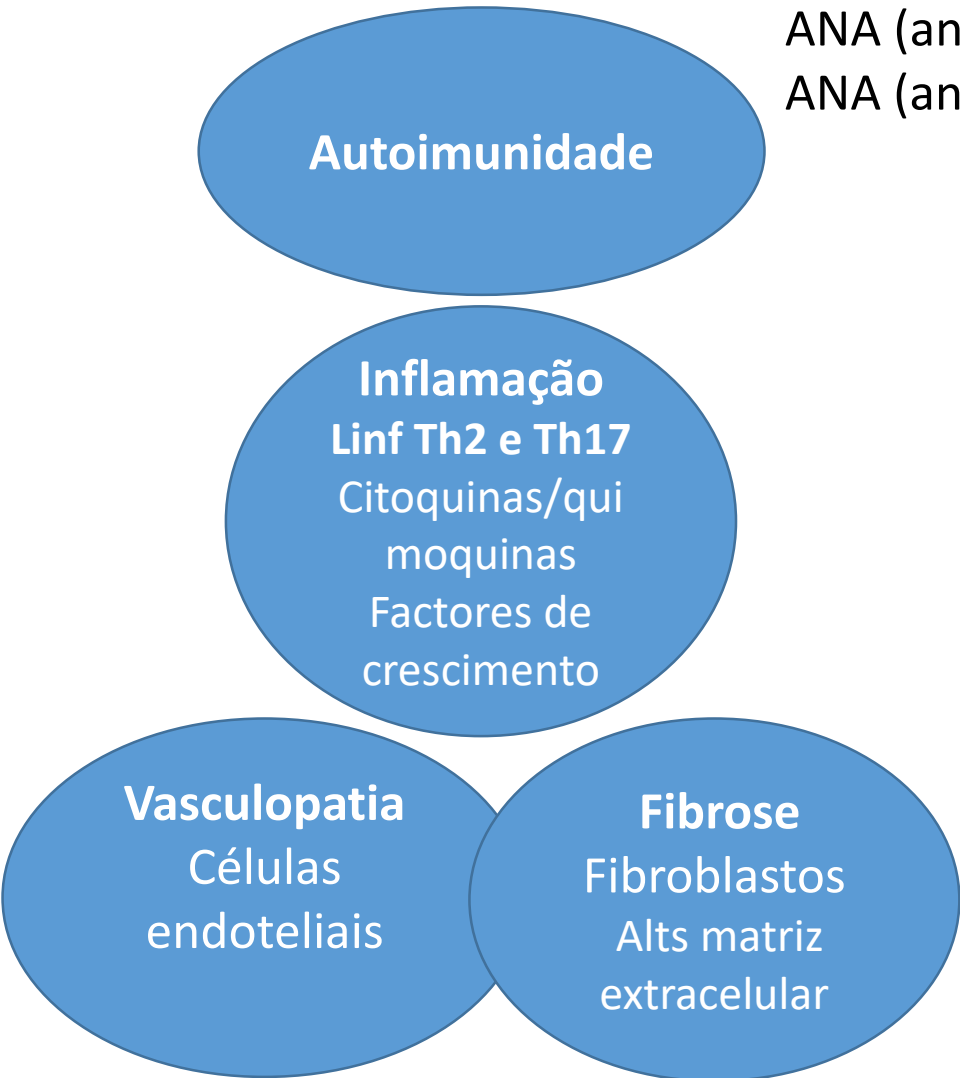 ANA (an
ANA (an
Autoimunidade
Inflamação
Linf Th2 e Th17
Citoquinas/qui
moquinas
Factores de
crescimento
Vasculopatia
Células
endoteliais
Fibrose
Fibroblastos
Alts matriz
extracelular